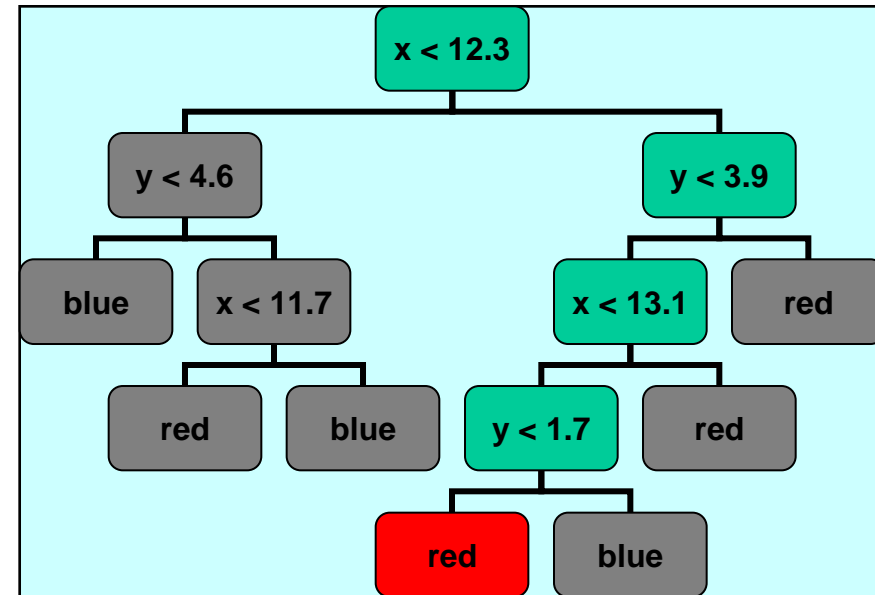 x < 12.3
y < 4.6
y < 3.9
blue
x < 11.7
x < 13.1
red
red
blue
y < 1.7
red
red
blue